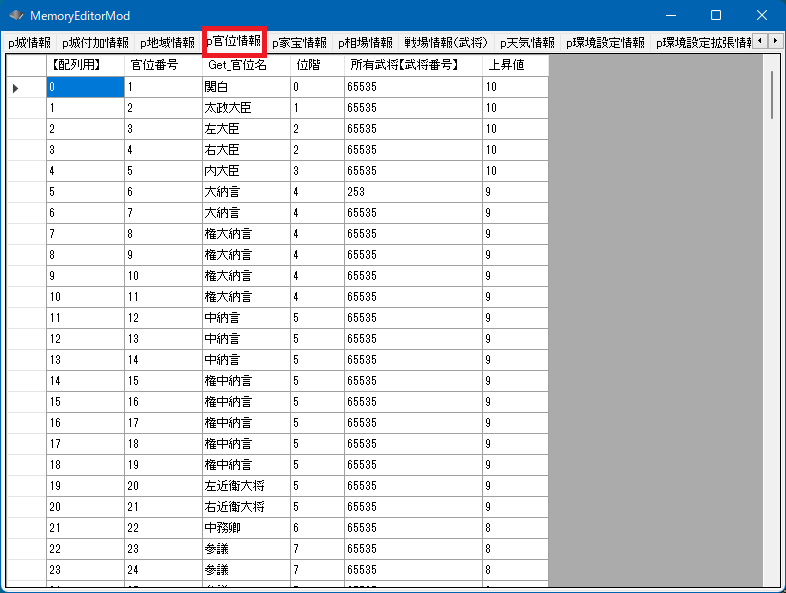 MemoryEditorMod
p城情報 p城付加情報 p地域情報 p官位情報 p家宝情報 p相場情報 戦場情報(武将) p天気情報 p環境設定情報 p環境設定拡張情報
【配列用】 官位番号 Get_官位名 位階 所有武将【武将番号】 上昇値
0 1 関白 0 65535 10
1 2 太政大臣 1 65535 10
2 3 左大臣 2 65535 10
3 4 右大臣 2 65535 10
4 5 内大臣 3 65535 10
5 6 大納言 4 253 9
6 7 大納言 4 65535 9
7 8 権大納言 4 65535 9
8 9 権大納言 4 65535 9
9 10 権大納言 4 65535 9
10 11 権大納言 4 65535 9
11 12 中納言 5 65535 9
12 13 中納言 5 65535 9
13 14 中納言 5 65535 9
14 15 権中納言 5 65535 9
15 16 権中納言 5 65535 9
16 17 権中納言 5 65535 9
17 18 権中納言 5 65535 9
18 19 権中納言 5 65535 9
19 20 左近衛大将 5 65535 9
20 21 右近衛大将 5 65535 9
21 22 中務卿 6 65535 8
22 23 参議 7 65535 8
23 24 参議 7 65535 8